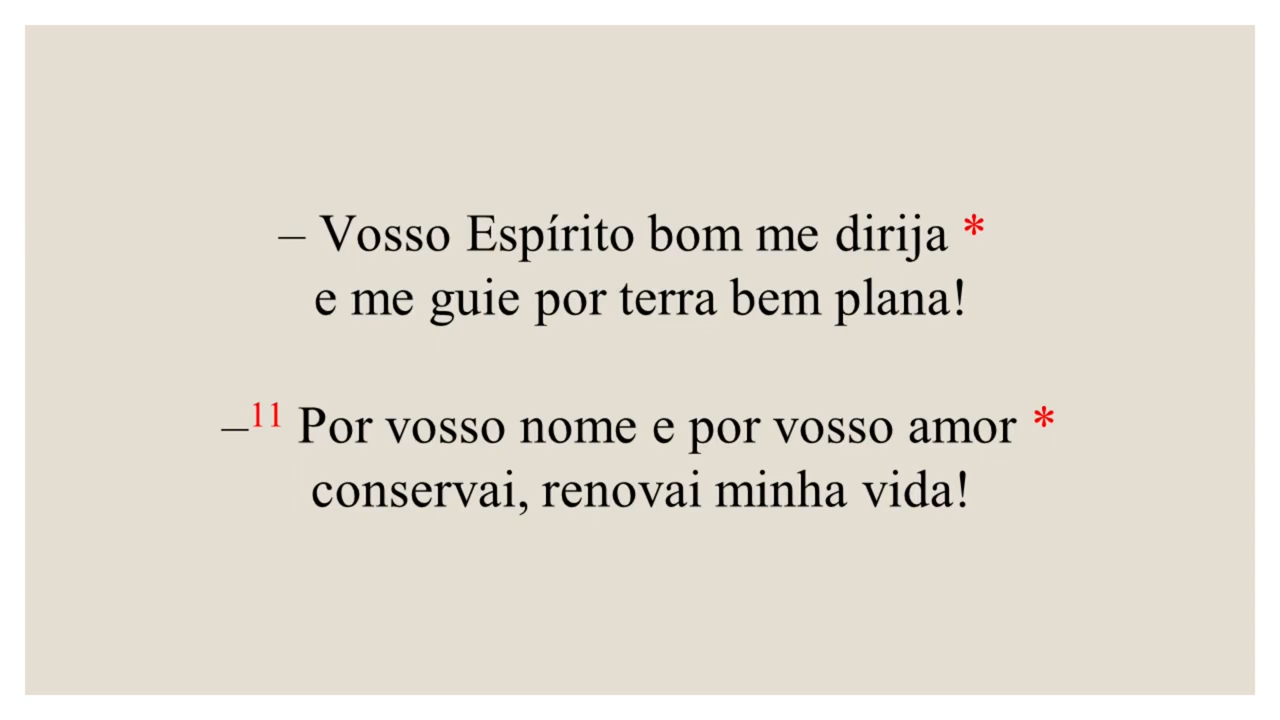 – Vosso Espírito bom me dirija *
e me guie por terra bem plana!
–11 Por vosso nome e por vosso amor *
conservai, renovai minha vida!